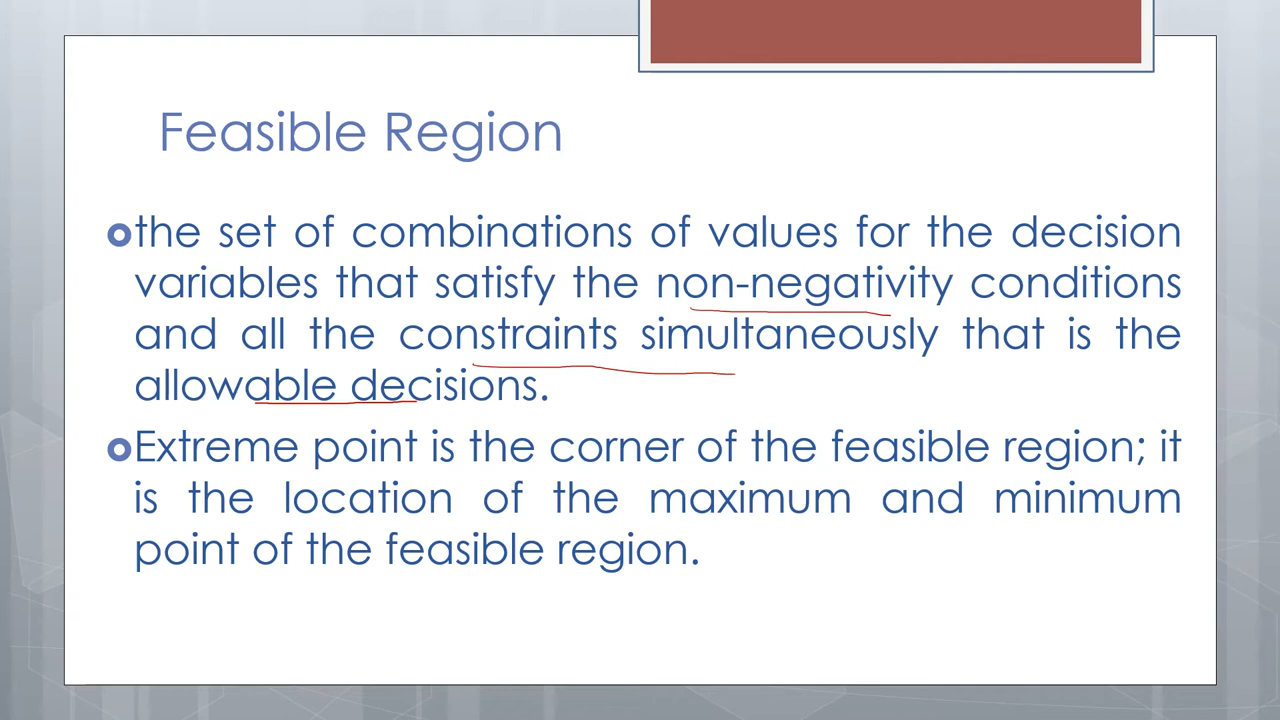 Feasible Region
the set of combinations of values for the decision
variables that satisfy the non-negativity conditions
and all the constraints simultaneously that is the
allowable decisions.
Extreme point is the corner of the feasible region; it
is the location of the maximum and minimum
point of the feasible region.